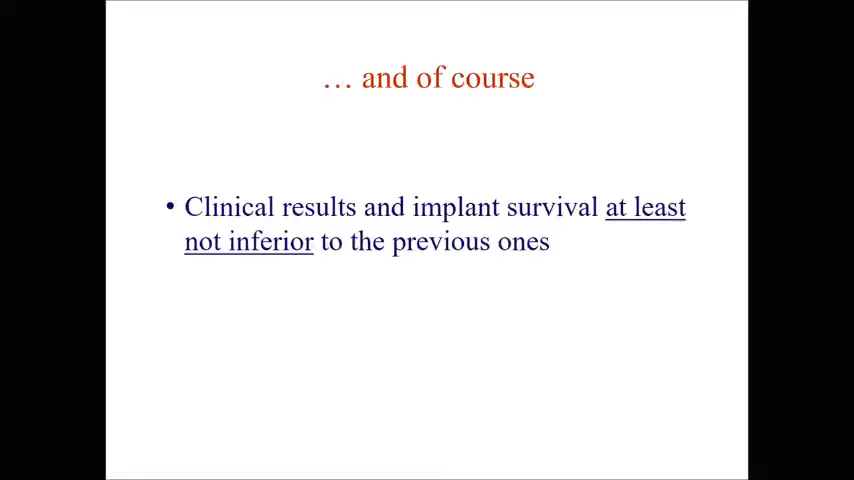 … and of course
• Clinical results and implant survival at least
not inferior to the previous ones